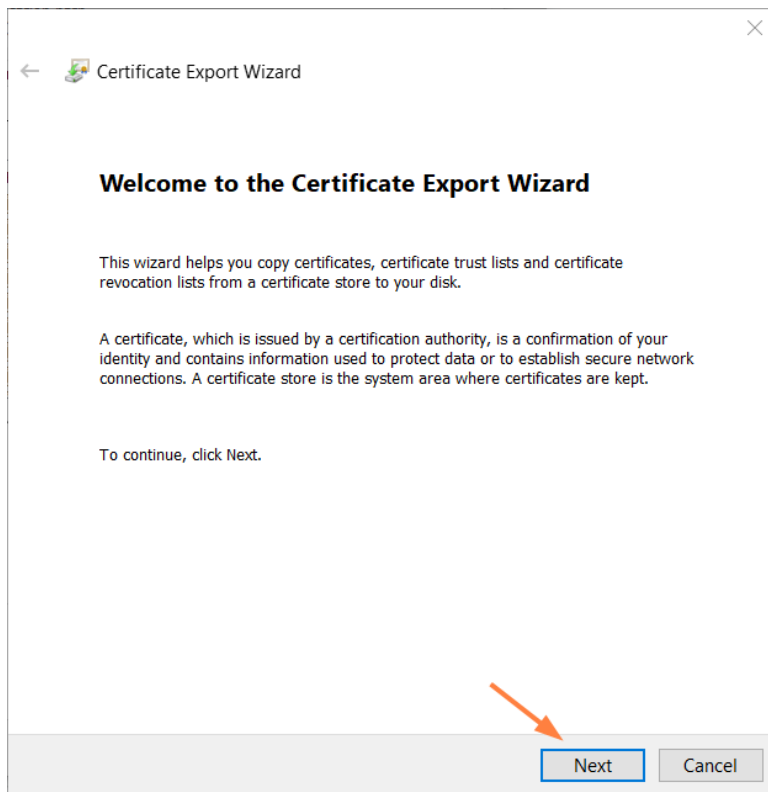 Certificate Export Wizard
Welcome to the Certificate Export Wizard
This wizard helps you copy certificates, certificate trust lists and certificate
revocation lists from a certificate store to your disk.
A certificate, which is issued by a certification authority, is a confirmation of your
identity and contains information used to protect data or to establish secure network
connections. A certificate store is the system area where certificates are kept.
To continue, click Next.
Next
Cancel